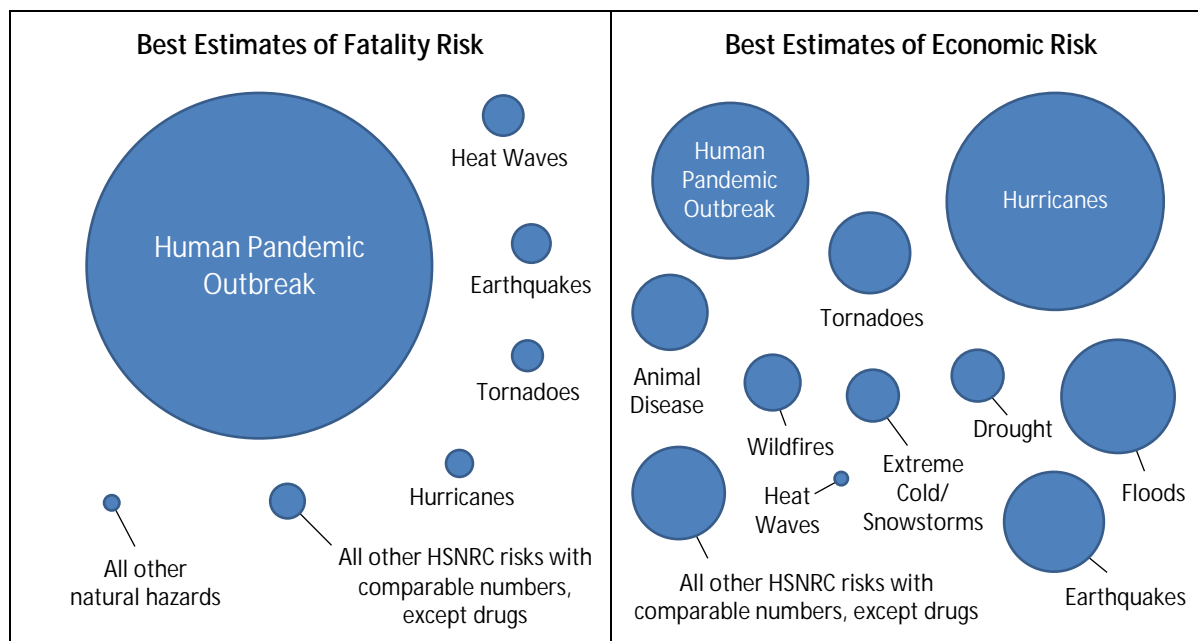 Best Estimates of Fatality Risk
Human Pandemic
Outbreak
Heat Waves
Earthquakes
Tornadoes
Hurricanes
All other
natural hazards
All other HSNRC risks with
comparable numbers,
except drugs
Best Estimates of Economic Risk
Human
Pandemic
Outbreak
Hurricanes
Tornadoes
Animal
Disease
Wildfires
Extreme
Cold/
Snowstorms
Drought
Floods
Heat
Waves
All other HSNRC risks with
comparable numbers, except drugs
Earthquakes